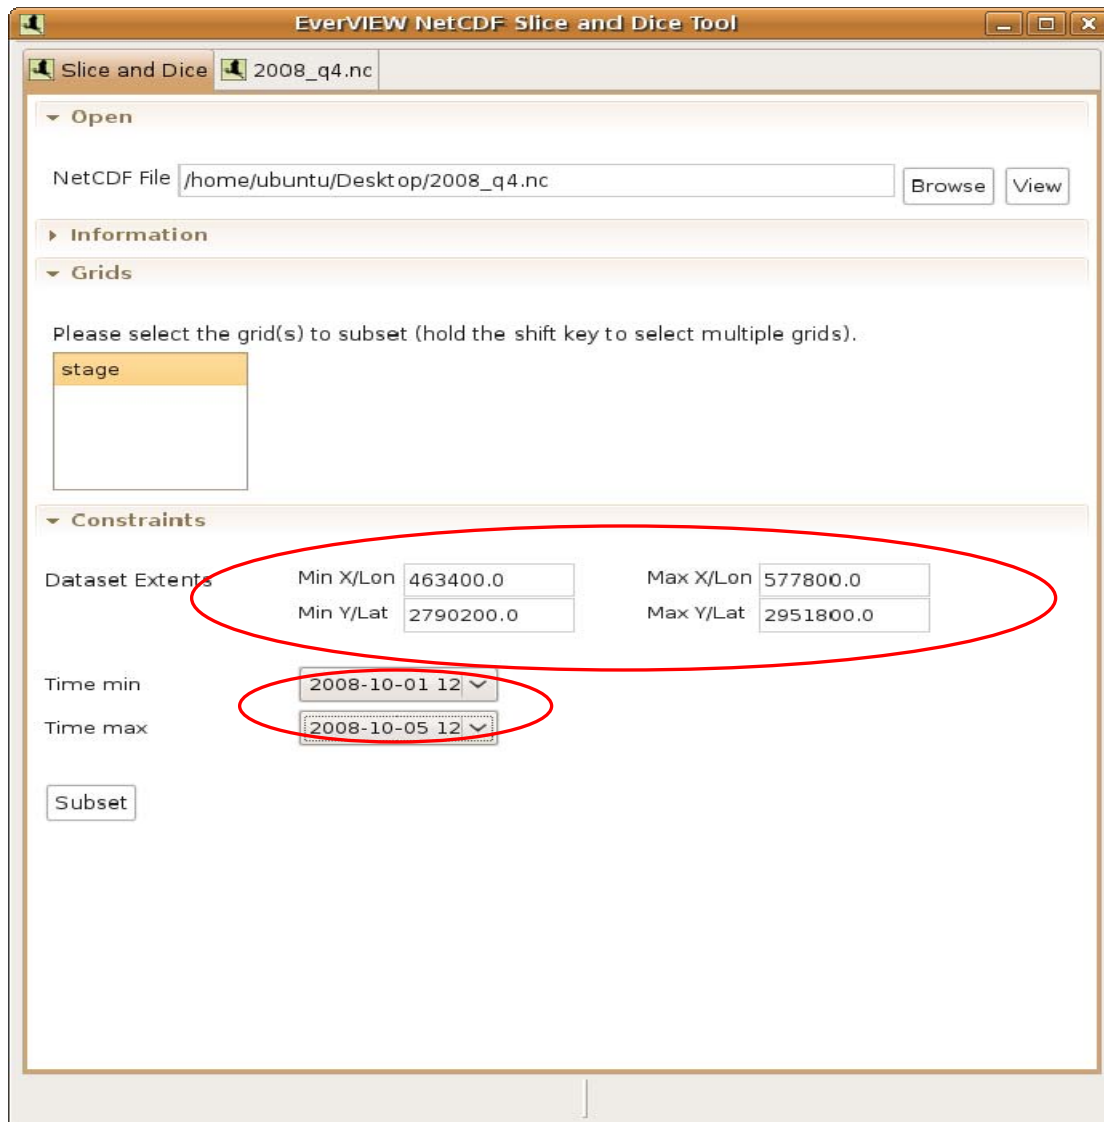 EverVIEW NetCDF Slice and Dice Tool
Slice and Dice 2008_q4.nc
Open
NetCDF File /home/ubuntu/Desktop/2008_q4.nc Browse View
Information
Grids
Please select the grid(s) to subset (hold the shift key to select multiple grids).
stage
Constraints
Dataset Extents Min X/Lon 463400.0 Max X/Lon 577800.0
Min Y/Lat 2790200.0 Max Y/Lat 2951800.0
Time min 2008-10-01 12
Time max 2008-10-05 12
Subset